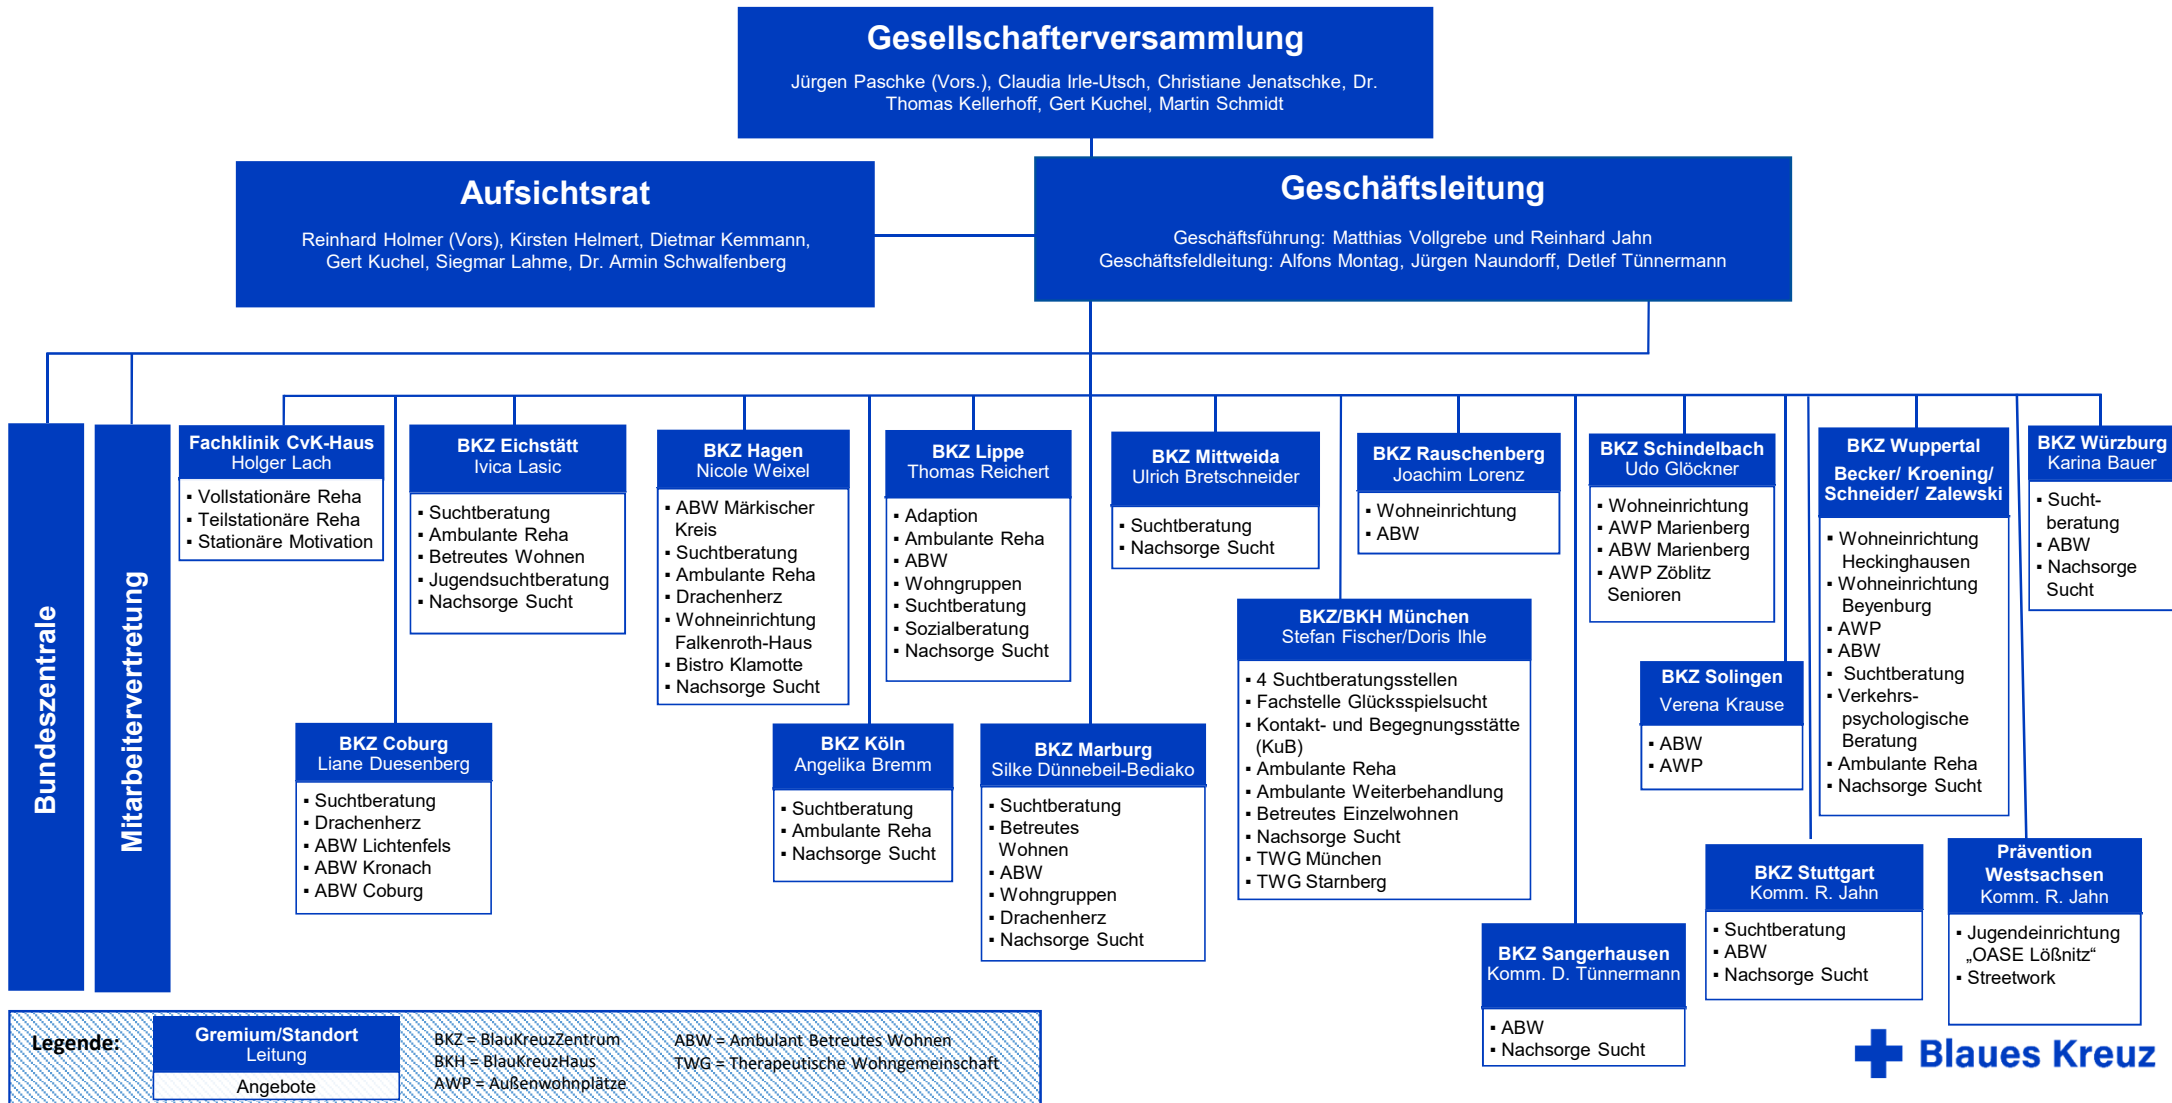 Gesellschafterversammlung
Jürgen Paschke (Vors.), Claudia Irle-Utsch, Christiane Jenatschke, Dr.
Thomas Kellerhoff, Gert Kuchel, Martin Schmidt
Aufsichtsrat
Reinhard Holmer (Vors), Kirsten Helmert, Dietmar Kemmann,
Gert Kuchel, Siegmar Lahme, Dr. Armin Schwalfenberg
Geschäftsleitung
Geschäftsführung: Matthias Vollgrebe und Reinhard Jahn
Geschäftsfeldleitung: Alfons Montag, Jürgen Naundorff, Detlef Tünnermann
Bundeszentrale
Mitarbeitervertretung
Fachklinik CvK-Haus
Holger Lach
▪ Vollstationäre Reha
▪ Teilstationäre Reha
▪ Stationäre Motivation
BKZ Coburg
Liane Duesenberg
▪ Suchtberatung
▪ Drachenherz
▪ ABW Lichtenfels
▪ ABW Kronach
▪ ABW Coburg
BKZ Eichstätt
Ivica Lasic
▪ Suchtberatung
▪ Ambulante Reha
▪ Betreutes Wohnen
▪ Jugendsuchtberatung
▪ Nachsorge Sucht
BKZ Hagen
Nicole Weixel
▪ ABW Märkischer
Kreis
▪ Suchtberatung
▪ Ambulante Reha
▪ Drachenherz
▪ Wohneinrichtung
Falkenroth-Haus
▪ Bistro Klamotte
▪ Nachsorge Sucht
BKZ Köln
Angelika Bremm
▪ Suchtberatung
▪ Ambulante Reha
▪ Nachsorge Sucht
BKZ Lippe
Thomas Reichert
▪ Adaption
▪ Ambulante Reha
▪ ABW
▪ Wohngruppen
▪ Suchtberatung
▪ Sozialberatung
▪ Nachsorge Sucht
BKZ Marburg
Silke Dünnebeil-Bediako
▪ Suchtberatung
▪ Betreutes
Wohnen
▪ ABW
▪ Wohngruppen
▪ Drachenherz
▪ Nachsorge Sucht
BKZ Mittweida
Ulrich Bretschneider
▪ Suchtberatung
▪ Nachsorge Sucht
BKZ/BKH München
Stefan Fischer/Doris Ihle
▪ 4 Suchtberatungsstellen
▪ Fachstelle Glücksspielsucht
▪ Kontakt- und Begegnungsstätte
(KuB)
▪ Ambulante Reha
▪ Ambulante Weiterbehandlung
▪ Betreutes Einzelwohnen
▪ Nachsorge Sucht
▪ TWG München
▪ TWG Starnberg
BKZ Rauschenberg
Joachim Lorenz
▪ Wohneinrichtung
▪ ABW
BKZ Sangerhausen
Komm. D. Tünnermann
▪ ABW
▪ Nachsorge Sucht
BKZ Schindelbach
Udo Glöckner
▪ Wohneinrichtung
▪ AWP Marienberg
▪ ABW Marienberg
▪ AWP Zöblitz
Senioren
BKZ Solingen
Verena Krause
▪ ABW
▪ AWP
BKZ Stuttgart
Komm. R. Jahn
▪ Suchtberatung
▪ ABW
▪ Nachsorge Sucht
BKZ Wuppertal
Becker/ Kroening/
Schneider/ Zalewski
▪ Wohneinrichtung
Heckinghausen
▪ Wohneinrichtung
Beyenburg
▪ AWP
▪ ABW
▪ Suchtberatung
▪ Verkehrs-
psychologische
Beratung
▪ Ambulante Reha
▪ Nachsorge Sucht
Prävention
Westsachsen
Komm. R. Jahn
▪ Jugendeinrichtung
„OASE Lößnitz“
▪ Streetwork
BKZ Würzburg
Karina Bauer
▪ Sucht-
beratung
▪ ABW
▪ Nachsorge
Sucht
Legende:
Gremium/Standort
Leitung
Angebote
BKZ = BlauKreuzZentrum
BKH = BlauKreuzHaus
AWP = Außenwohnplätze
ABW = Ambulant Betreutes Wohnen
TWG = Therapeutische Wohngemeinschaft
Blaues Kreuz